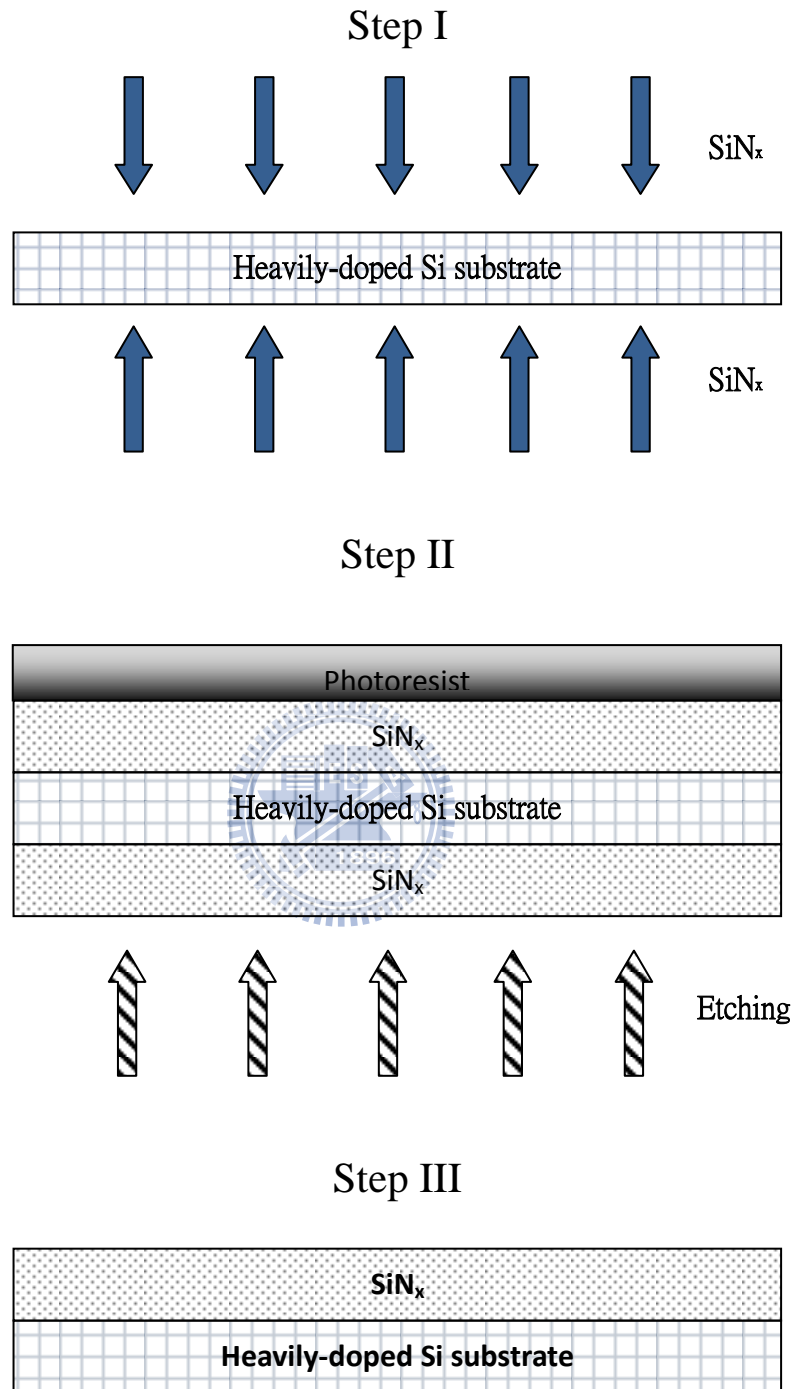 Step I
SiNₓ
Heavily-doped Si substrate
SiNₓ
Step II
Photoresist
SiNₓ
Heavily-doped Si substrate
SiNₓ
Etching
Step III
SiNₓ
Heavily-doped Si substrate